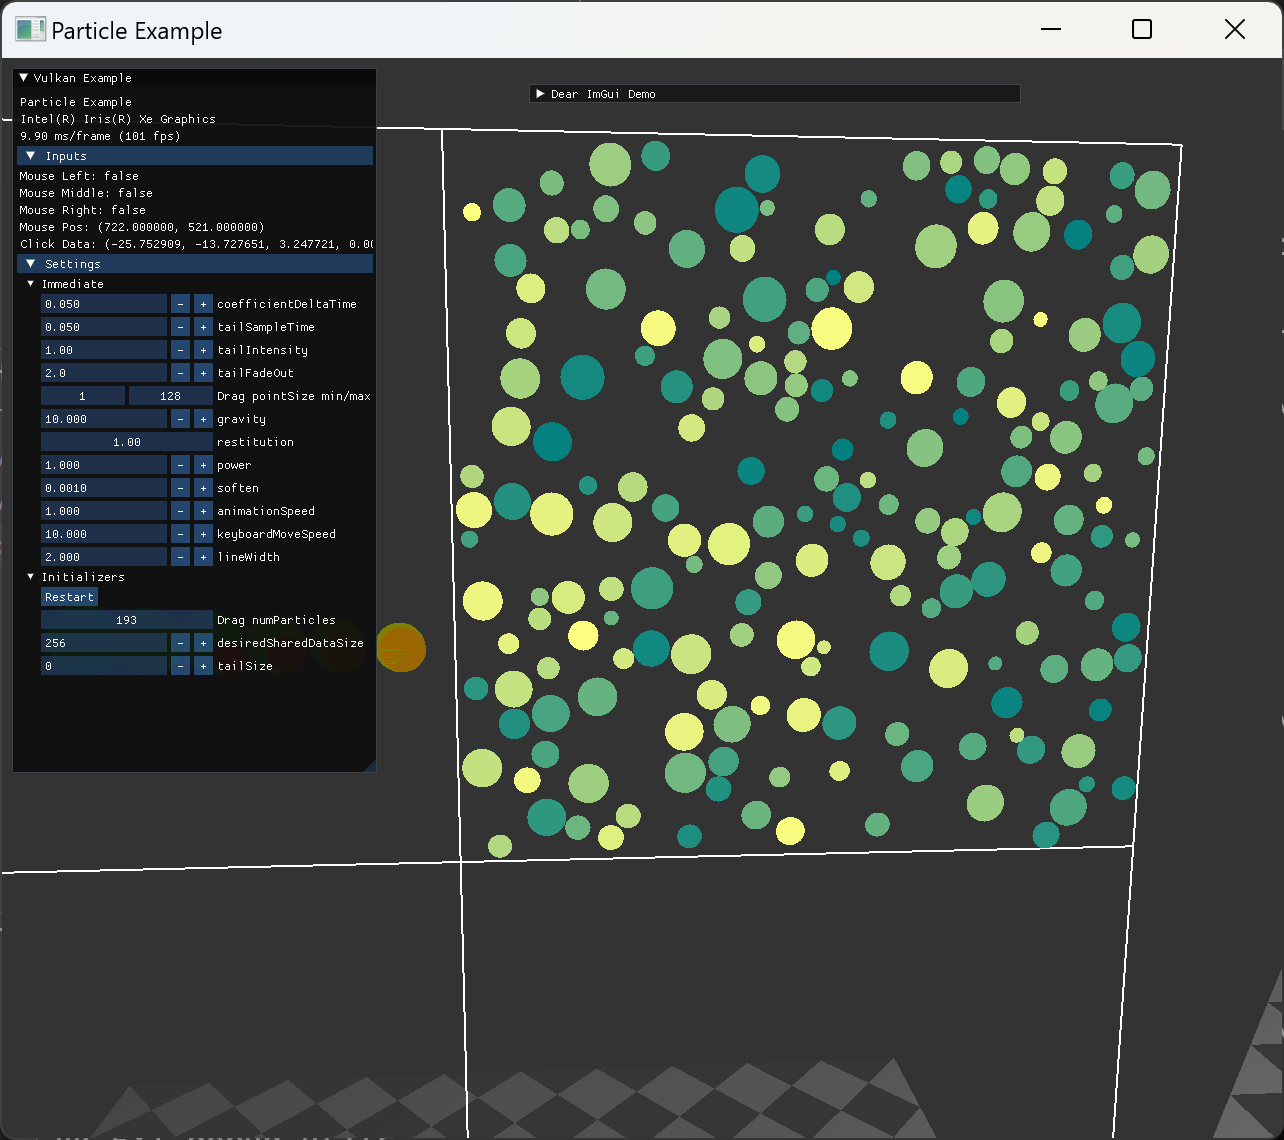 Particle Example
Vulkan Example
Dear ImGui Demo
Particle Example
Intel(R) Iris(R) Xe Graphics
9.90 ms/frame (101 fps)
Inputs
Mouse Left: false
Mouse Middle: false
Mouse Right: false
Mouse Pos: (722.000000, 521.000000)
Click Data: (-25.752909, -13.727651, 3.247721, 0.00
Settings
Immediate
0.050 - + coefficientDeltaTime
0.050 - + tailSampleTime
1.00 - + tailIntensity
2.0 - + tailFadeOut
1 128 Drag pointSize min/max
10.000 - + gravity
1.00 restitution
1.000 - + power
0.0010 - + soften
1.000 - + animationSpeed
10.000 - + keyboardMoveSpeed
2.000 - + lineWidth
Initializers
Restart
193 Drag numParticles
256 - + desiredSharedDataSize
0 - + tailSize